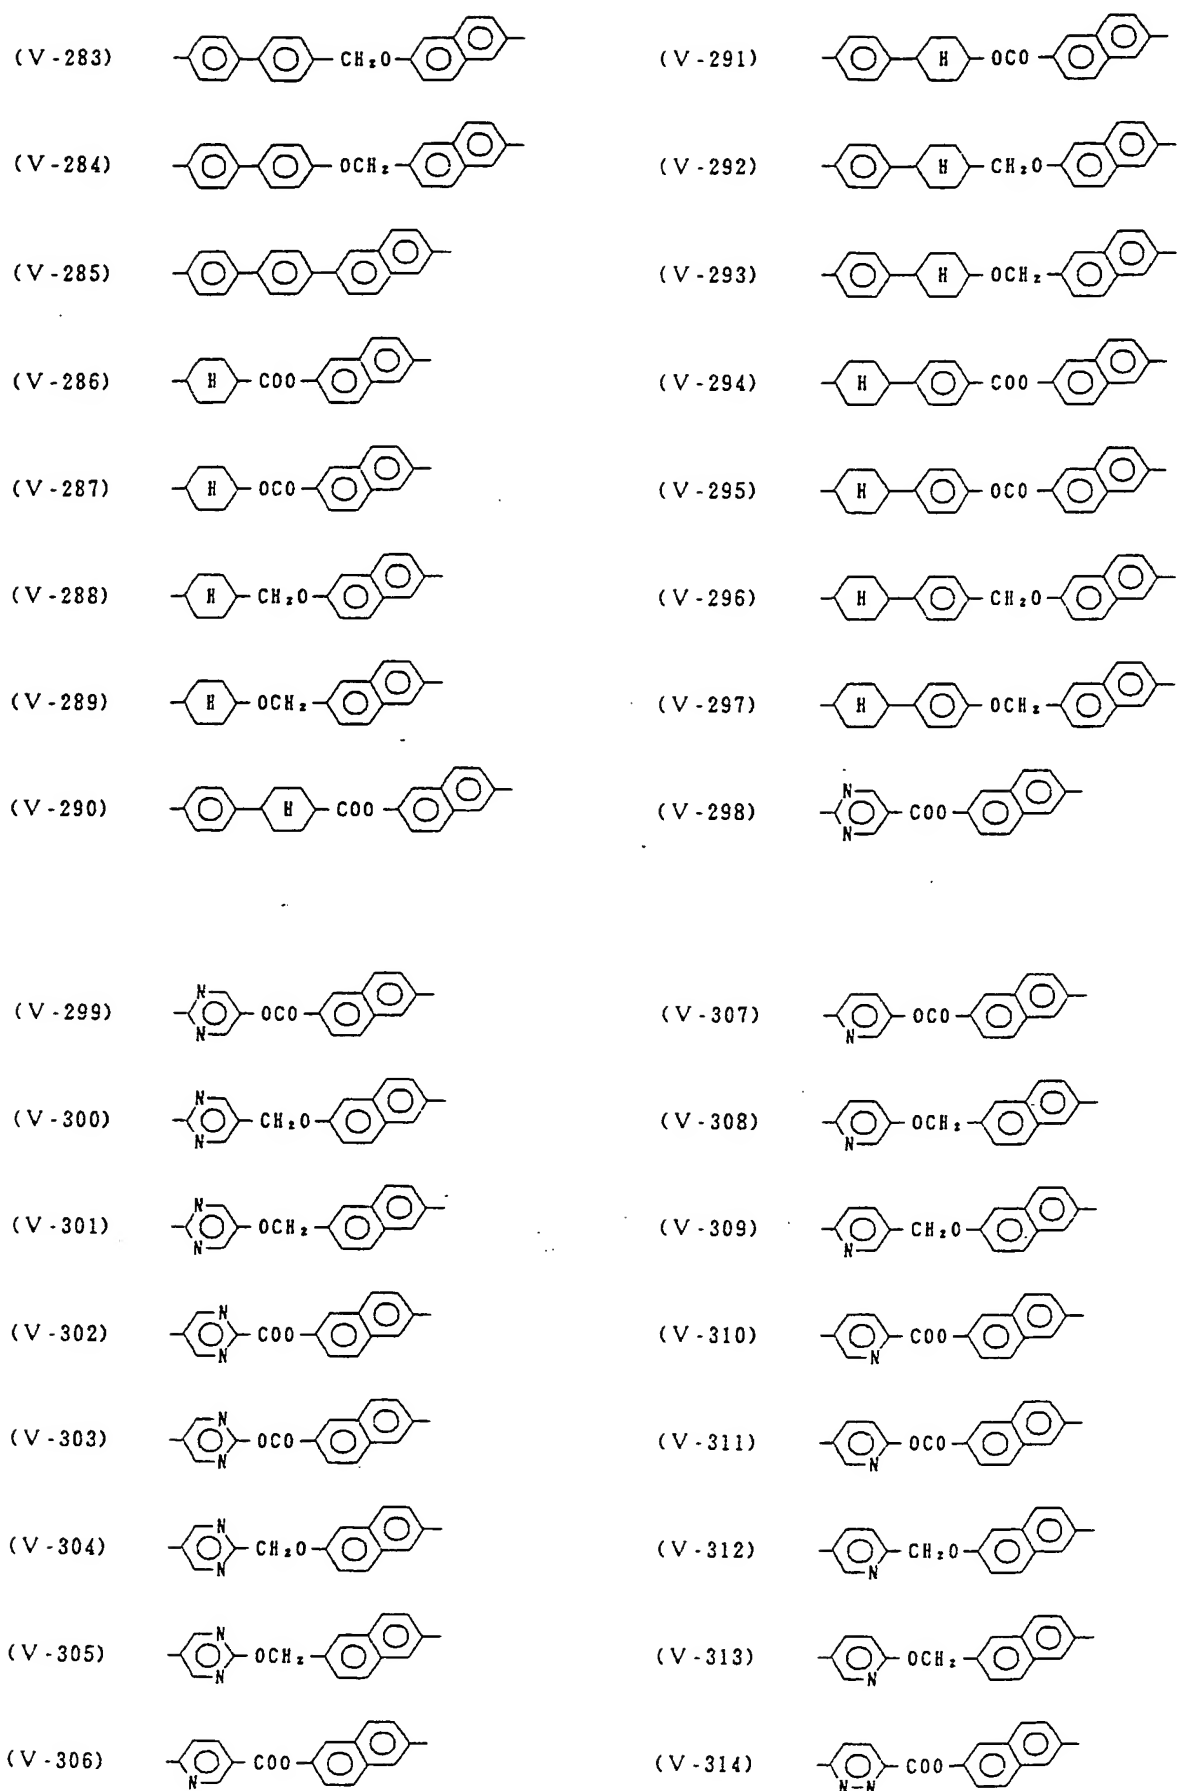 (V-283) CH₂O
(V-284) OCH₂
(V-285)
(V-286) H COO
(V-287) H OCO
(V-288) H CH₂O
(V-289) H OCH₂
(V-290) H COO
(V-291) H OCO
(V-292) H CH₂O
(V-293) H OCH₂
(V-294) H COO
(V-295) H OCO
(V-296) H CH₂O
(V-297) H OCH₂
(V-298) N N COO
(V-299) N N OCO
(V-300) N N CH₂O
(V-301) N N OCH₂
(V-302) N N COO
(V-303) N N OCO
(V-304) N N CH₂O
(V-305) N N OCH₂
(V-306) N COO
(V-307) N OCO
(V-308) N OCH₂
(V-309) N CH₂O
(V-310) N COO
(V-311) N OCO
(V-312) N CH₂O
(V-313) N OCH₂
(V-314) N N COO